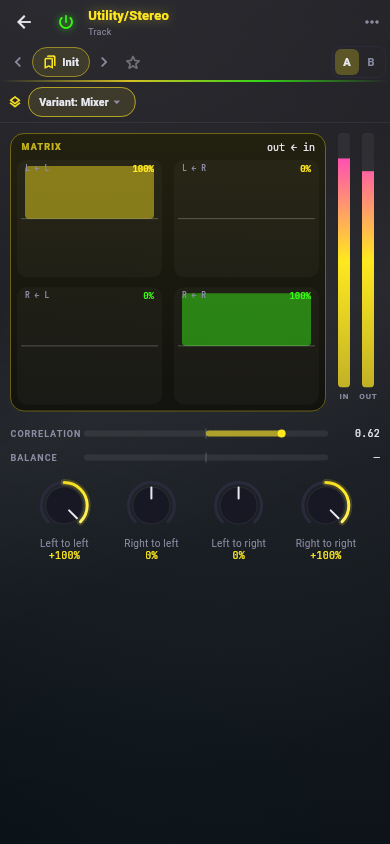 Utility/Stereo
Track
Init
A B
Variant: Mixer
MATRIX out ← in
L ← L 100% L ← R 0%
R ← L 0% R ← R 100%
IN OUT
CORRELATION 0.62
BALANCE —
Left to left Right to left Left to right Right to right
+100% 0% 0% +100%